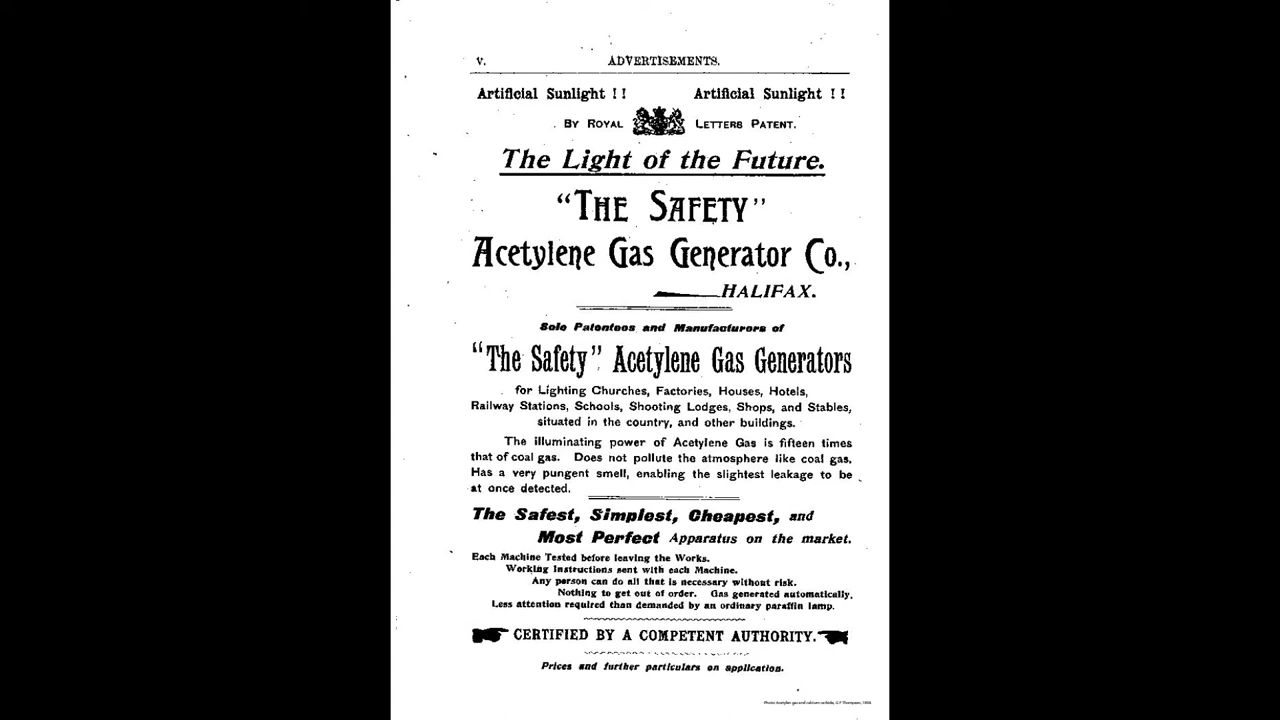 V. ADVERTISEMENTS.
Artificial Sunlight !! Artificial Sunlight !!
BY ROYAL LETTERS PATENT.
The Light of the Future.
"THE SAFETY"
Acetylene Gas Generator Co.,
HALIFAX.
Sole Patentees and Manufacturers of
"The Safety" Acetylene Gas Generators
for Lighting Churches, Factories, Houses, Hotels,
Railway Stations, Schools, Shooting Lodges, Shops, and Stables,
situated in the country, and other buildings.
The illuminating power of Acetylene Gas is fifteen times
that of coal gas. Does not pollute the atmosphere like coal gas.
Has a very pungent smell, enabling the slightest leakage to be
at once detected.
The Safest, Simplest, Cheapest, and
Most Perfect Apparatus on the market.
Each Machine Tested before leaving the Works.
Working Instructions sent with each Machine.
Any person can do all that is necessary without risk.
Nothing to get out of order. Gas generated automatically.
Less attention required than demanded by an ordinary paraffin lamp.
CERTIFIED BY A COMPETENT AUTHORITY.
Prices and further particulars on application.
Photo: Acetylen gas and calcium carbide, G F Thompson,